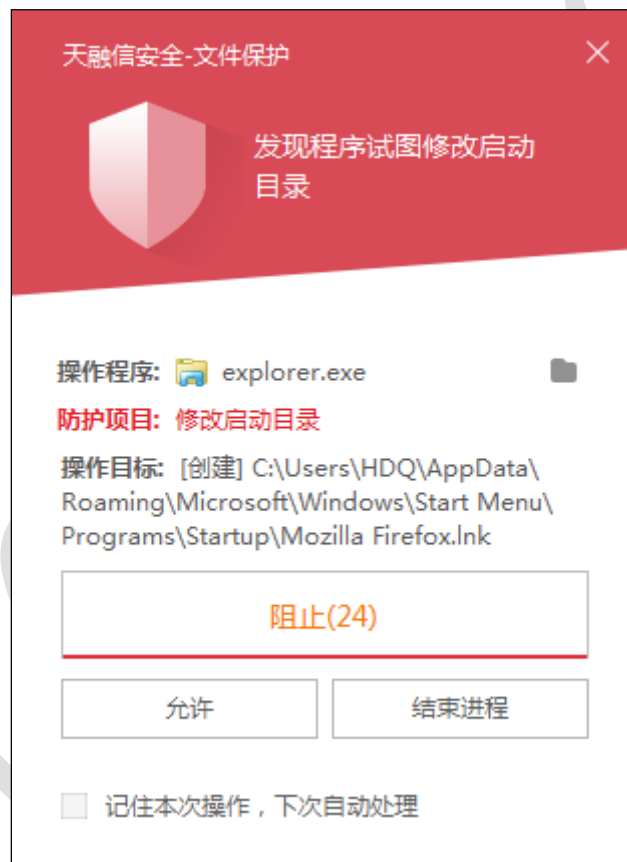 天融信安全-文件保护
发现程序试图修改启动
目录
操作程序: explorer.exe
防护项目: 修改启动目录
操作目标: [创建] C:\Users\HDQ\AppData\
Roaming\Microsoft\Windows\Start Menu\
Programs\Startup\Mozilla Firefox.lnk
阻止(24)
允许 结束进程
记住本次操作，下次自动处理